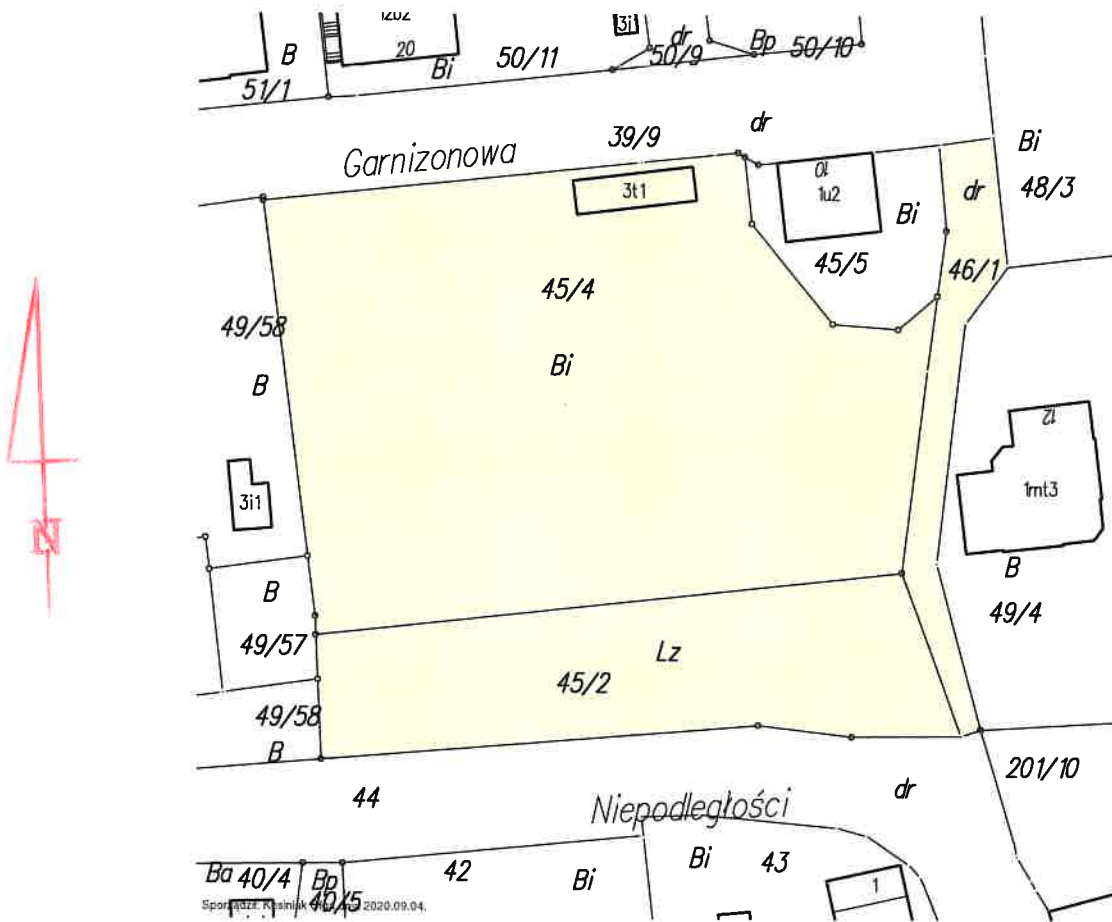 20
3i
dr
B
Bi
50/11
50/9
Bp
50/10
51/1
dr
Garnizonowa
39/9
Bi
3t1
10
1u2
dr
48/3
Bi
45/5
46/1
45/4
49/58
Bi
B
12
3i1
1mt3
B
B
49/57
49/4
Lz
45/2
49/58
B
201/10
44
dr
Niepodległości
Ba
40/4
Bp
42
Bi
Bi
43
1
40/5
Sporządził: 2020.09.04.
N